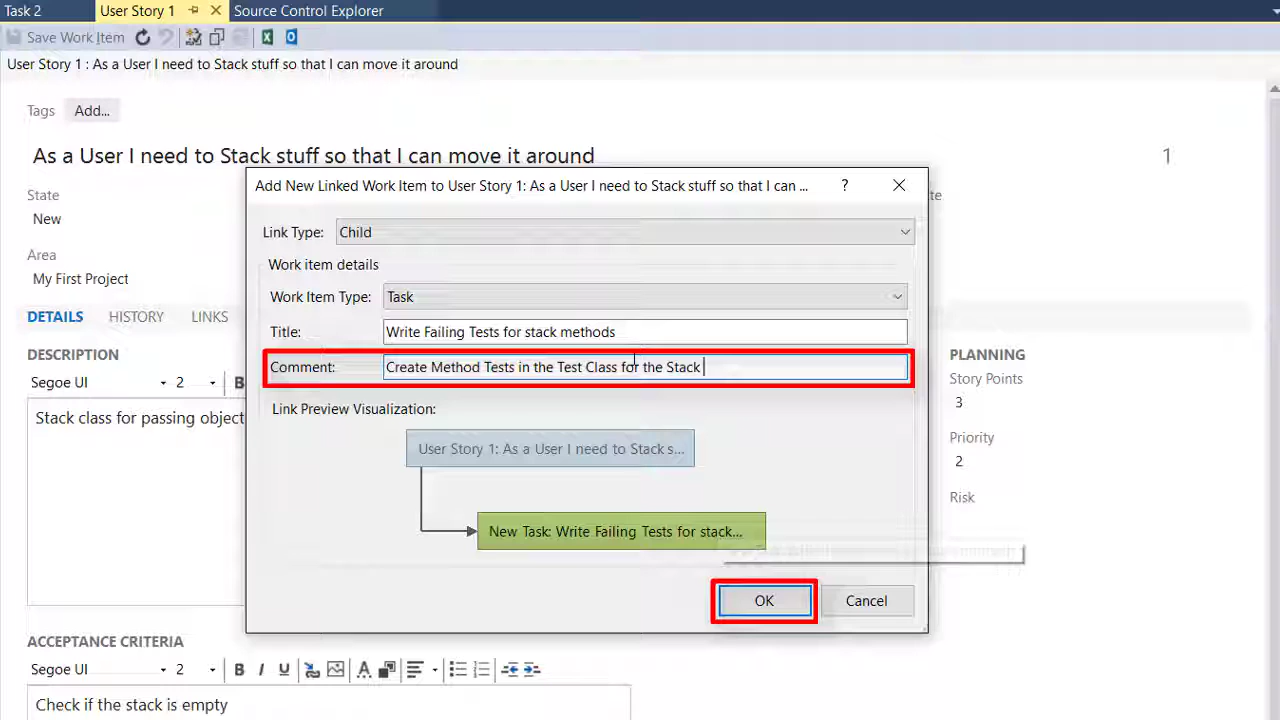 Task 2 User Story 1 Source Control Explorer
Save Work Item
User Story 1 : As a User I need to Stack stuff so that I can move it around
Tags Add...
As a User I need to Stack stuff so that I can move it around 1
Add New Linked Work Item to User Story 1: As a User I need to Stack stuff so that I can ... ?
State
New
Link Type: Child
Area
My First Project
Work item details
Work Item Type: Task
DETAILS HISTORY LINKS
Title: Write Failing Tests for stack methods
Comment: Create Method Tests in the Test Class for the Stack
DESCRIPTION
Segoe UI 2 B
Stack class for passing object
Link Preview Visualization:
User Story 1: As a User I need to Stack s...
New Task: Write Failing Tests for stack...
OK Cancel
PLANNING
Story Points
3
Priority
2
Risk
ACCEPTANCE CRITERIA
Segoe UI 2 B I U A
Check if the stack is empty